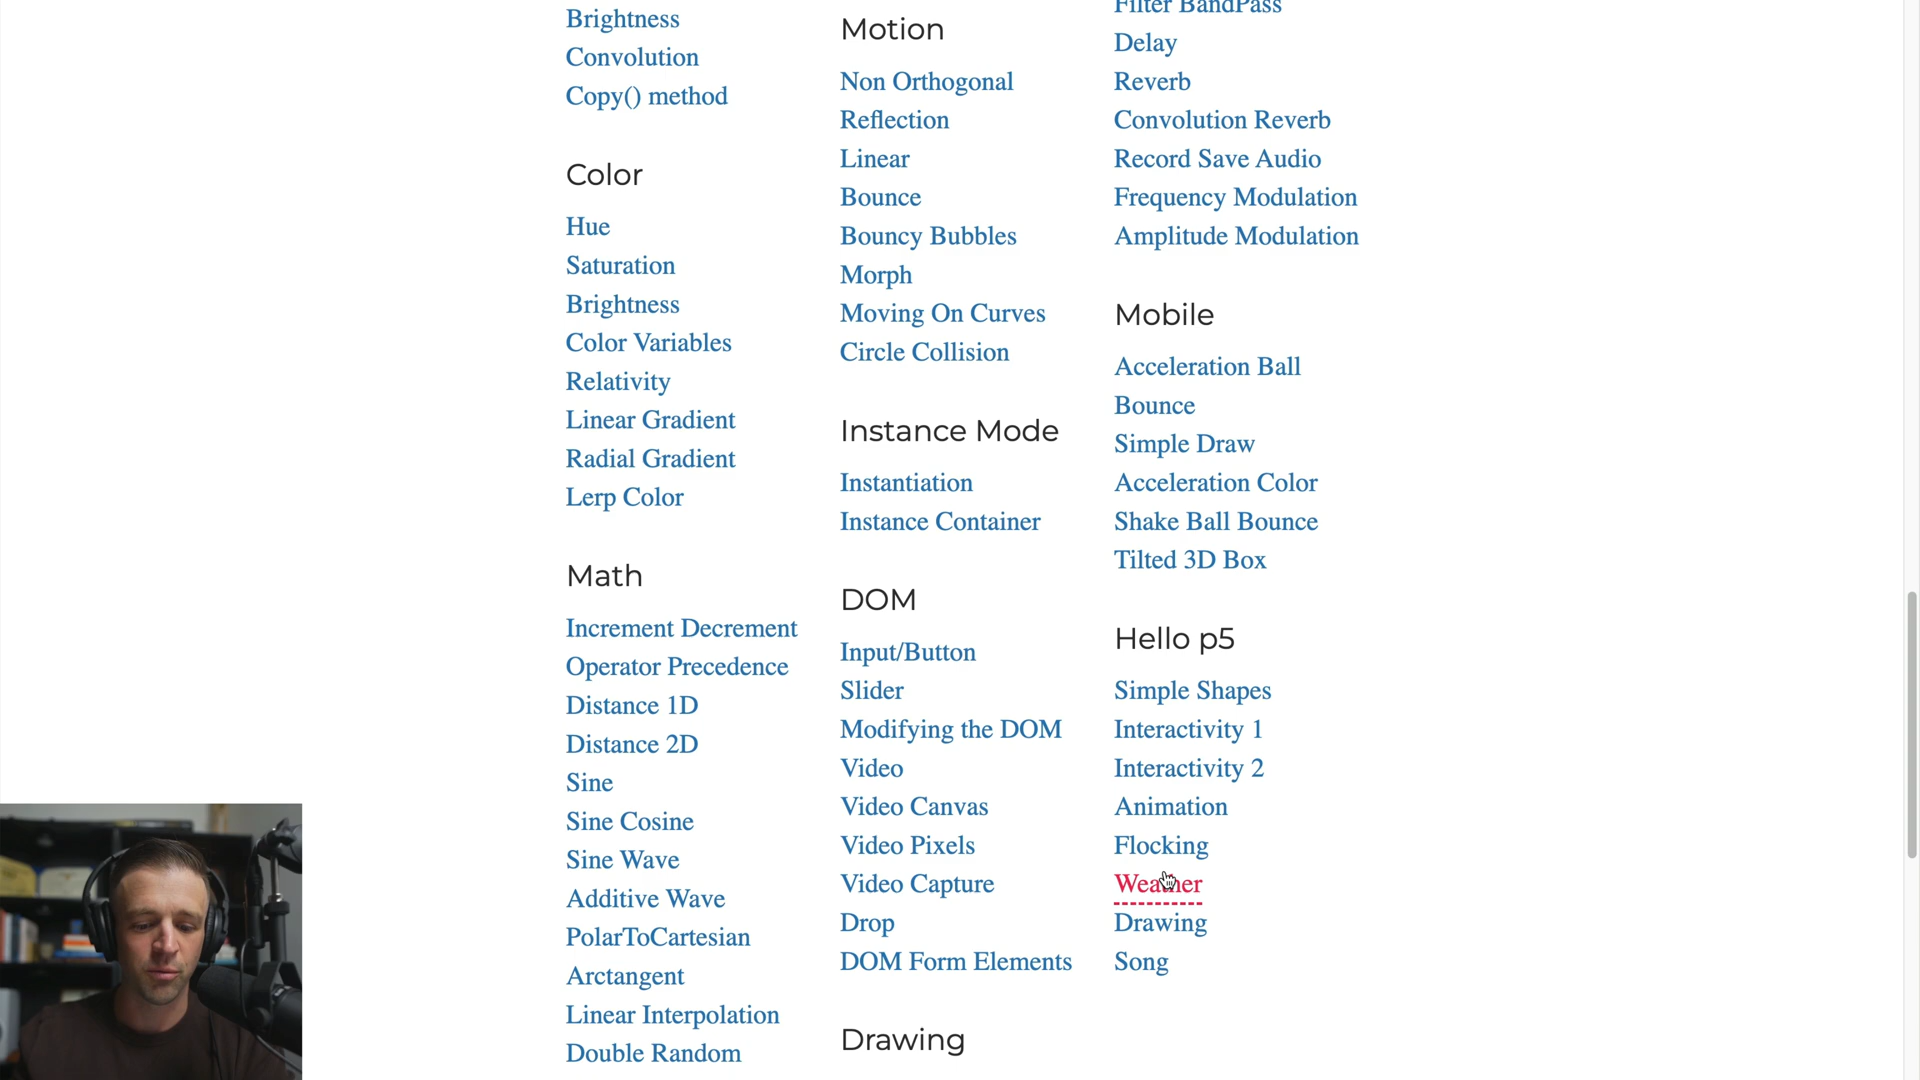 Brightness
Convolution
Copy() method
Color
Hue
Saturation
Brightness
Color Variables
Relativity
Linear Gradient
Radial Gradient
Lerp Color
Math
Increment Decrement
Operator Precedence
Distance 1D
Distance 2D
Sine
Sine Cosine
Sine Wave
Additive Wave
PolarToCartesian
Arctangent
Linear Interpolation
Double Random
Motion
Non Orthogonal
Reflection
Linear
Bounce
Bouncy Bubbles
Morph
Moving On Curves
Circle Collision
Instance Mode
Instantiation
Instance Container
DOM
Input/Button
Slider
Modifying the DOM
Video
Video Canvas
Video Pixels
Video Capture
Drop
DOM Form Elements
Drawing
Filter BandPass
Delay
Reverb
Convolution Reverb
Record Save Audio
Frequency Modulation
Amplitude Modulation
Mobile
Acceleration Ball
Bounce
Simple Draw
Acceleration Color
Shake Ball Bounce
Tilted 3D Box
Hello p5
Simple Shapes
Interactivity 1
Interactivity 2
Animation
Flocking
Weather
Drawing
Song